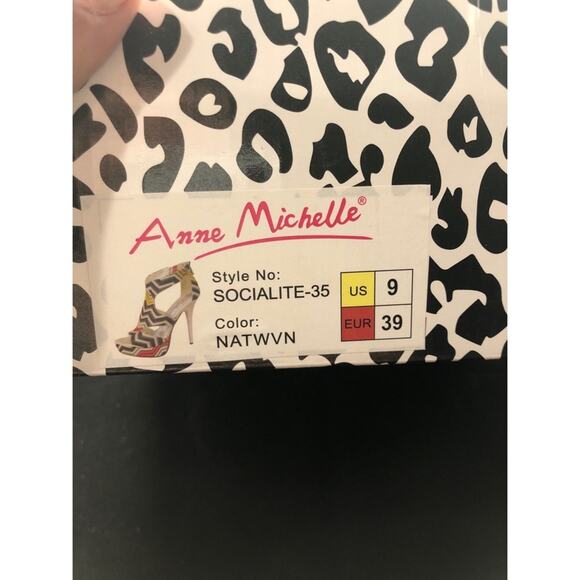 Anne Michelle®
Style No:
SOCIALITE-35
Color:
NATWVN
US 9
EUR 39